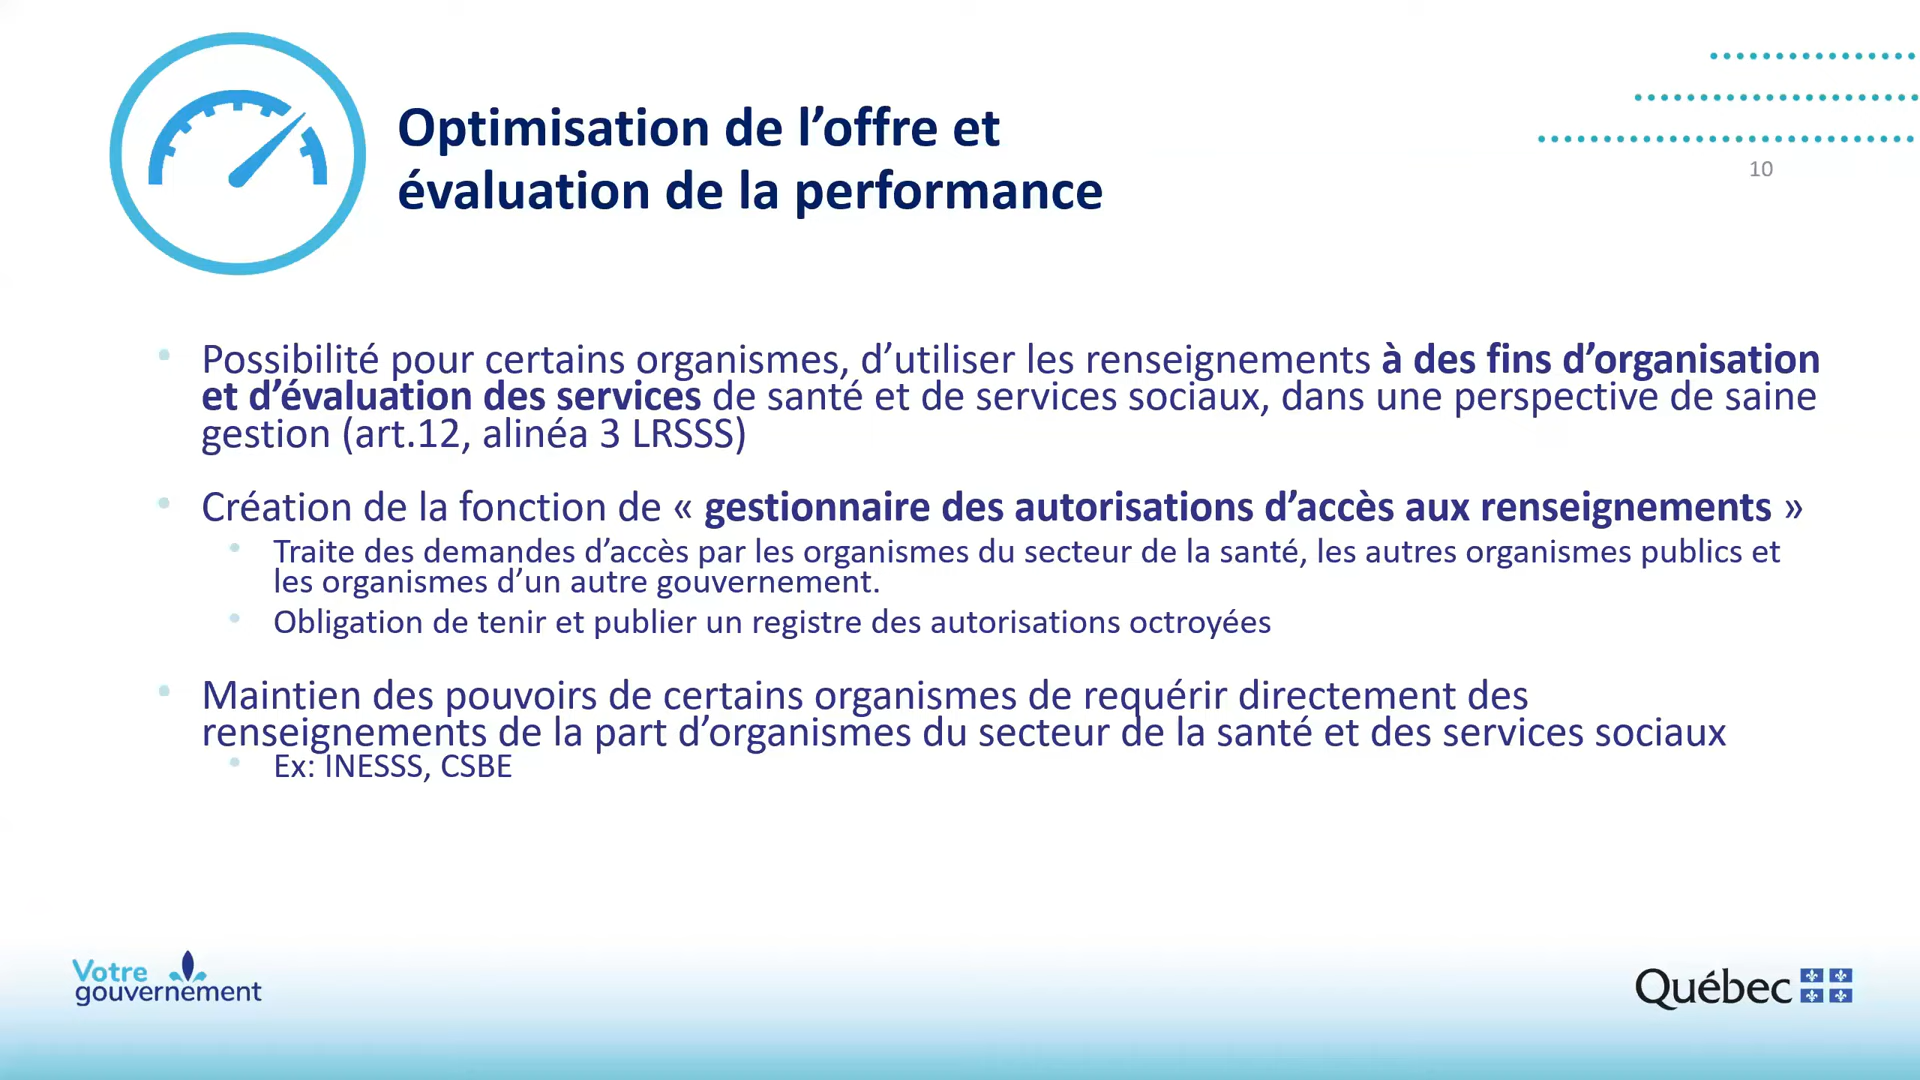 Optimisation de l’offre et
évaluation de la performance
10
• Possibilité pour certains organismes, d’utiliser les renseignements à des fins d’organisation
et d’évaluation des services de santé et de services sociaux, dans une perspective de saine
gestion (art.12, alinéa 3 LRSSS)
• Création de la fonction de « gestionnaire des autorisations d’accès aux renseignements »
• Traite des demandes d’accès par les organismes du secteur de la santé, les autres organismes publics et
les organismes d’un autre gouvernement.
• Obligation de tenir et publier un registre des autorisations octroyées
• Maintien des pouvoirs de certains organismes de requérir directement des
renseignements de la part d’organismes du secteur de la santé et des services sociaux
• Ex: INESSS, CSBE
Votre
gouvernement
Québec